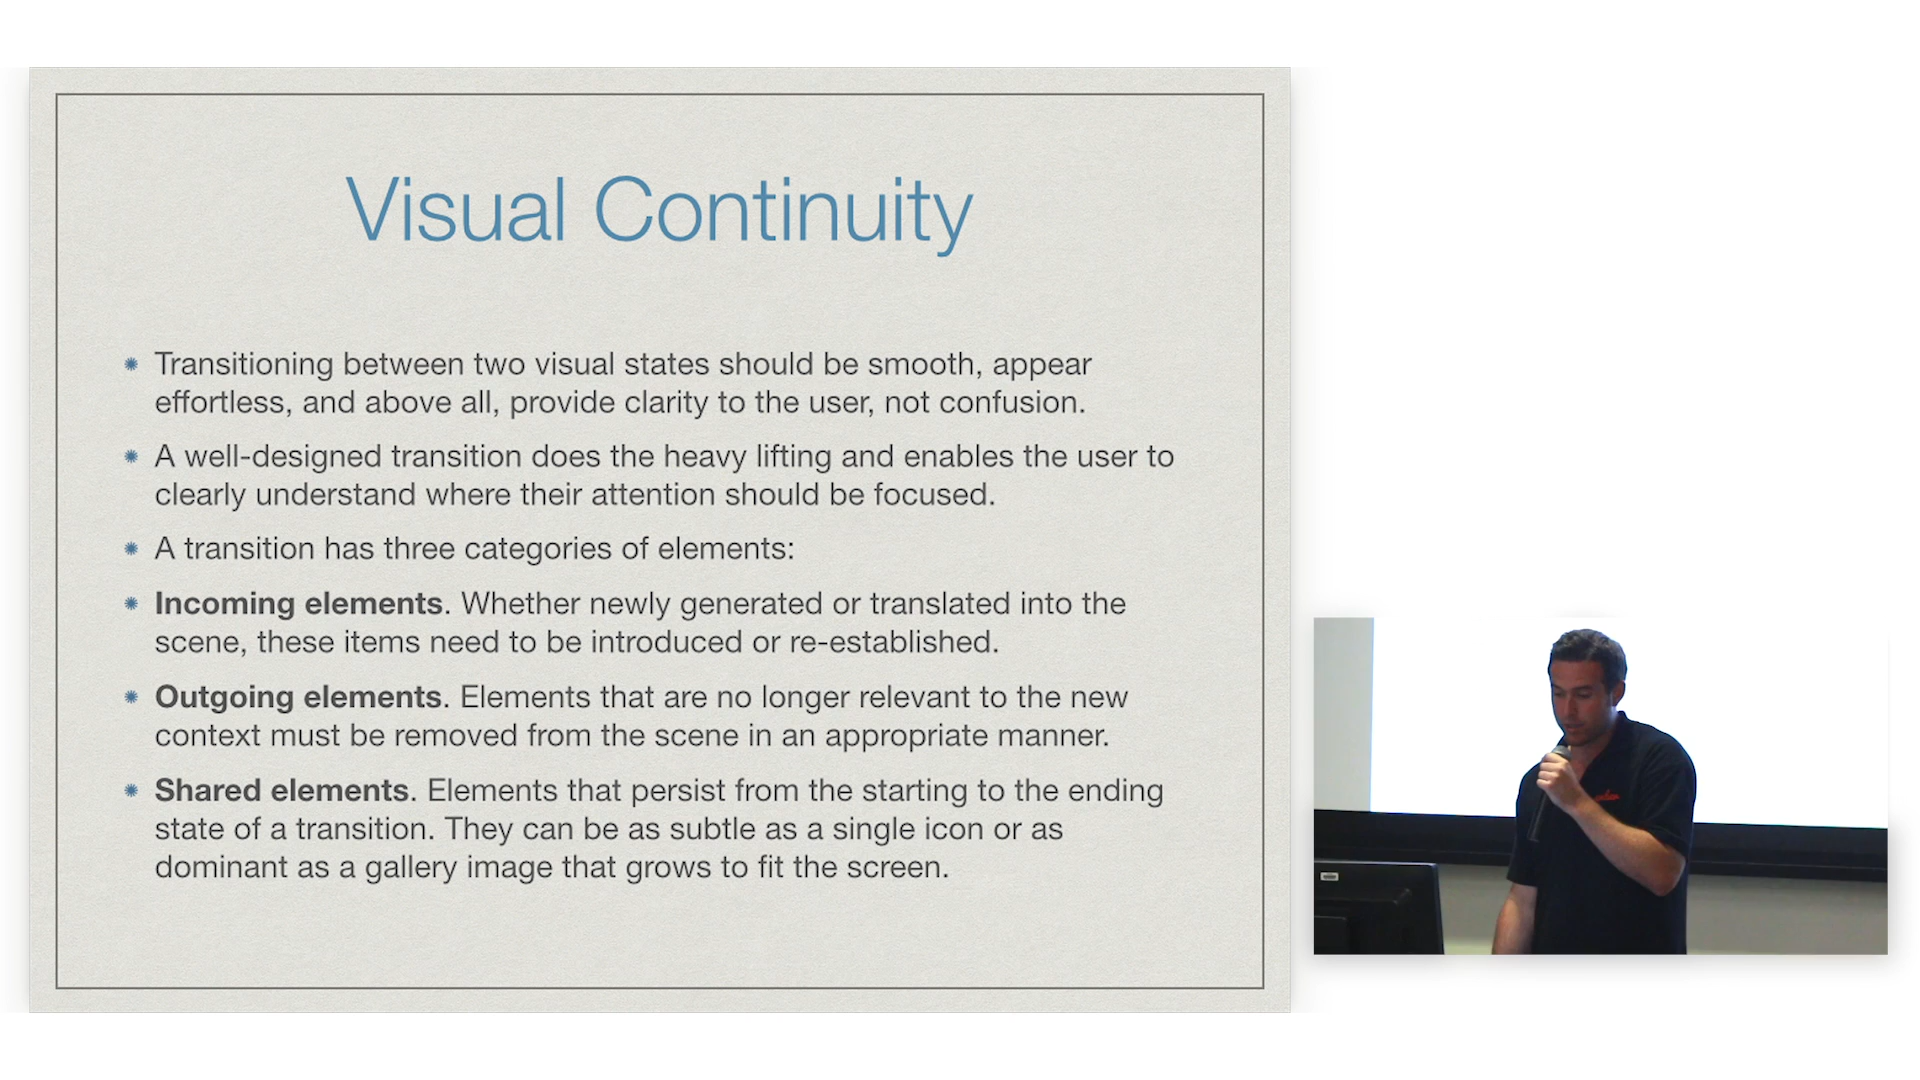 Visual Continuity
Transitioning between two visual states should be smooth, appear
effortless, and above all, provide clarity to the user, not confusion.
A well-designed transition does the heavy lifting and enables the user to
clearly understand where their attention should be focused.
A transition has three categories of elements:
Incoming elements. Whether newly generated or translated into the
scene, these items need to be introduced or re-established.
Outgoing elements. Elements that are no longer relevant to the new
context must be removed from the scene in an appropriate manner.
Shared elements. Elements that persist from the starting to the ending
state of a transition. They can be as subtle as a single icon or as
dominant as a gallery image that grows to fit the screen.